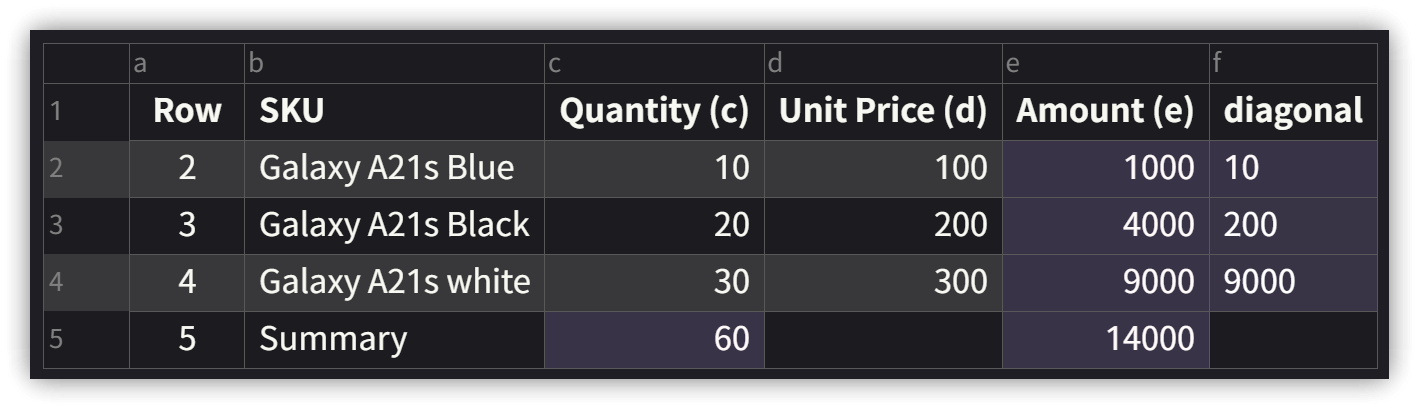 a b c d e f
1 Row SKU Quantity (c) Unit Price (d) Amount (e) diagonal
2 2 Galaxy A21s Blue 10 100 1000 10
3 3 Galaxy A21s Black 20 200 4000 200
4 4 Galaxy A21s white 30 300 9000 9000
5 5 Summary 60 14000